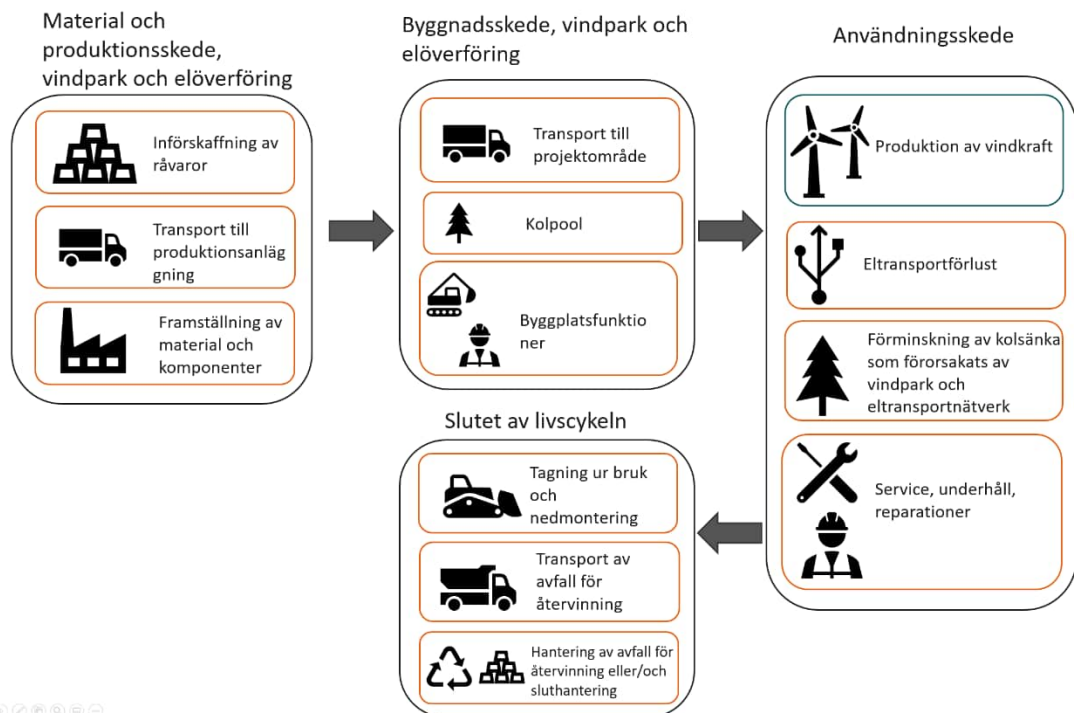 Material och
produktionsskede,
vindpark och elöverföring
Införskaffning av
råvaror
Transport till
produktionsanläg
gning
Framställning av
material och
komponenter
Byggnadsskede, vindpark och
elöverföring
Transport till
projektområde
Kolpool
Byggplatsfunktio
ner
Användningsskede
Produktion av vindkraft
Eltransportförlust
Förminskning av kolsänka
som förorsakats av
vindpark och
eltransportnätverk
Service, underhåll,
reparationer
Slutet av livscykeln
Tagning ur bruk
och
nedmontering
Transport av
avfall för
återvinning
Hantering av avfall för
återvinning eller/och
sluthantering